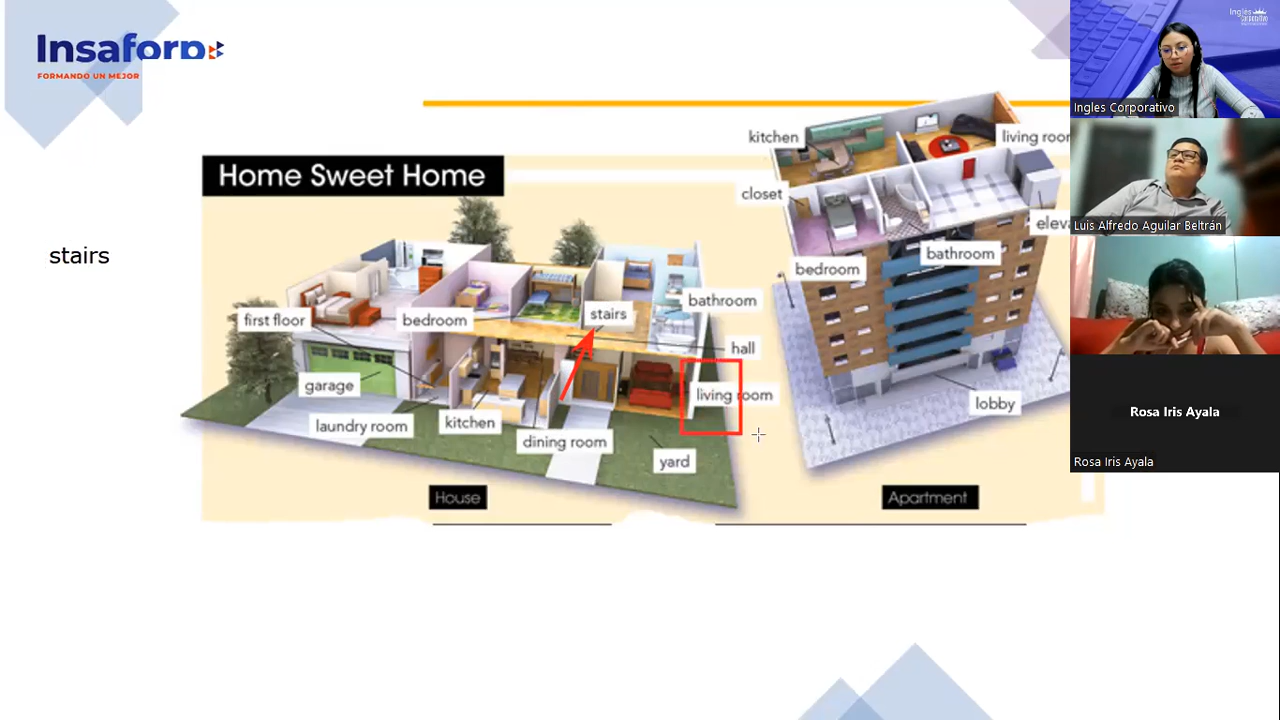 Insaforp
FORMANDO UN MEJOR
Home Sweet Home
stairs
first floor
bedroom
stairs
bathroom
hall
garage
living room
laundry room
kitchen
dining room
yard
House
kitchen
closet
bedroom
bathroom
lobby
Apartment
Ingles Corporativo
Luis Alfredo Aguilar Beltrán
Rosa Iris Ayala
Rosa Iris Ayala